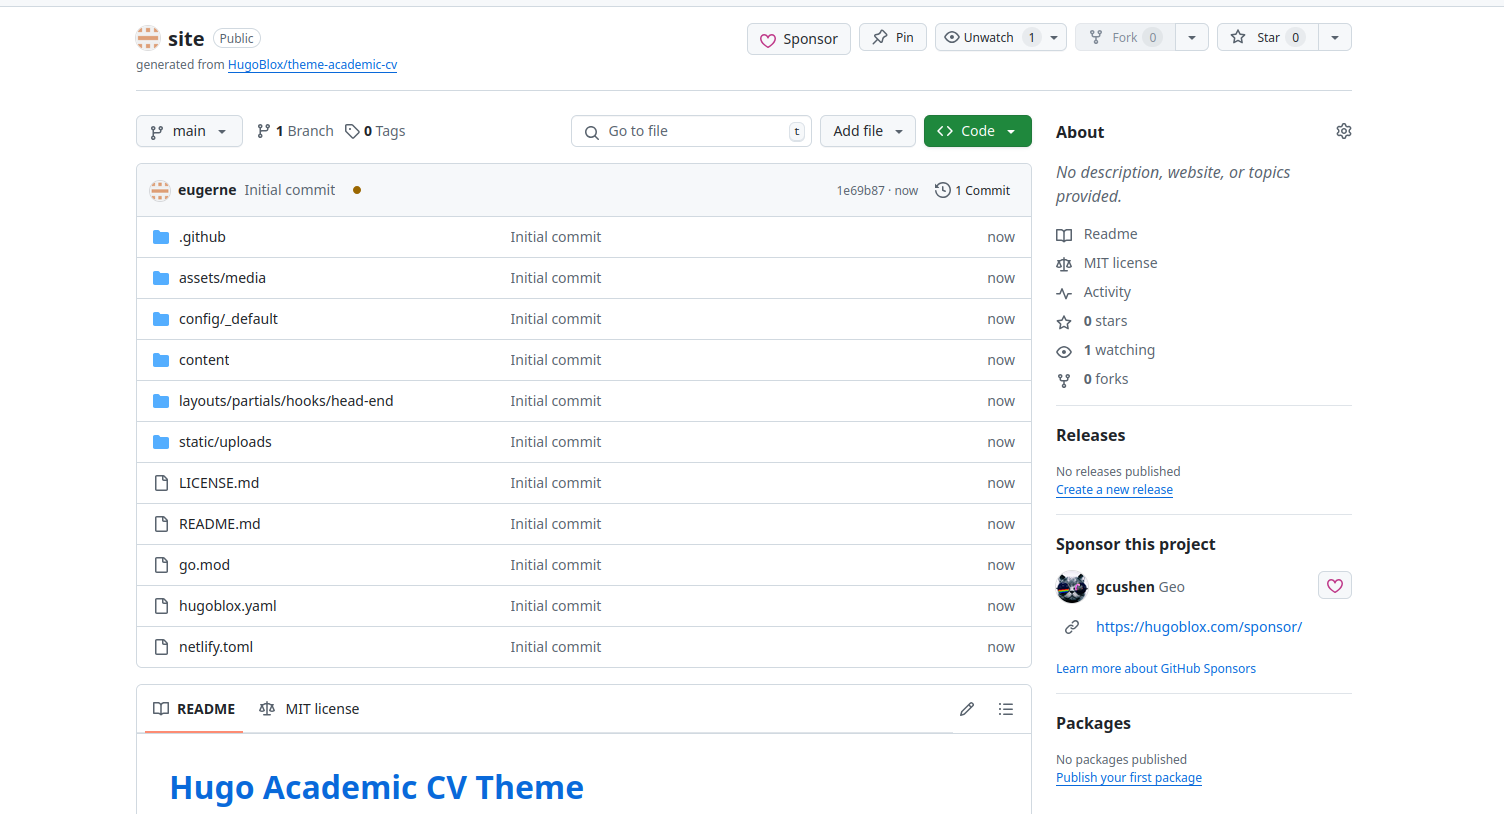 site Public
Sponsor Pin Unwatch 1 Fork 0 Star 0
generated from HugoBlox/theme-academic-cv
main 1 Branch 0 Tags Go to file t Add file Code
eugerne Initial commit 1e69b87 · now 1 Commit
.github Initial commit now
assets/media Initial commit now
config/_default Initial commit now
content Initial commit now
layouts/partials/hooks/head-end Initial commit now
static/uploads Initial commit now
LICENSE.md Initial commit now
README.md Initial commit now
go.mod Initial commit now
hugoblox.yaml Initial commit now
netlify.toml Initial commit now
README MIT license
Hugo Academic CV Theme
About
No description, website, or topics
provided.
Readme
MIT license
Activity
0 stars
1 watching
0 forks
Releases
No releases published
Create a new release
Sponsor this project
gcushen Geo
https://hugoblox.com/sponsor/
Learn more about GitHub Sponsors
Packages
No packages published
Publish your first package